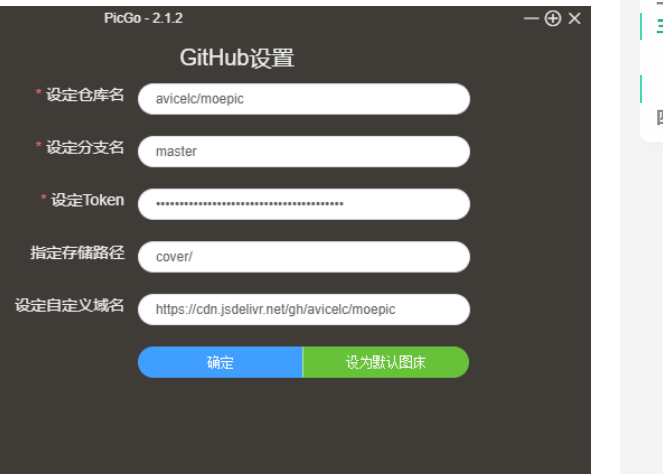 PicGo - 2.1.2
GitHub设置
* 设定仓库名
avicelc/moepic
* 设定分支名
master
* 设定Token
••••••••••••••••••••••••••••••••••••••••
指定存储路径
cover/
设定自定义域名
https://cdn.jsdelivr.net/gh/avicelc/moepic
确定 设为默认图床